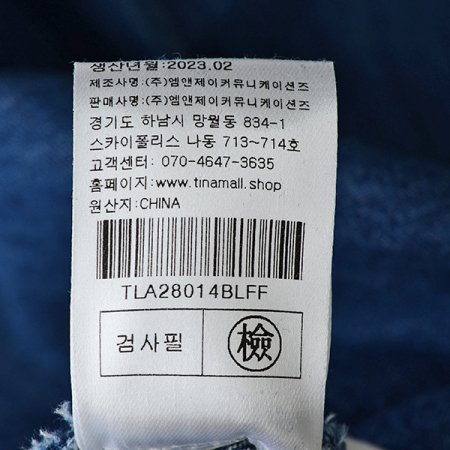 생산년월:2023.02
제조사명:(주)엠앤제이커뮤니케이션즈
판매사명:(주)엠앤제이커뮤니케이션즈
경기도 하남시 망월동 834-1
스카이폴리스 나동 713~714호
고객센터: 070-4647-3635
홈페이지:www.tinamall.shop
원산지:CHINA
TLA28014BLFF
검사필 檢